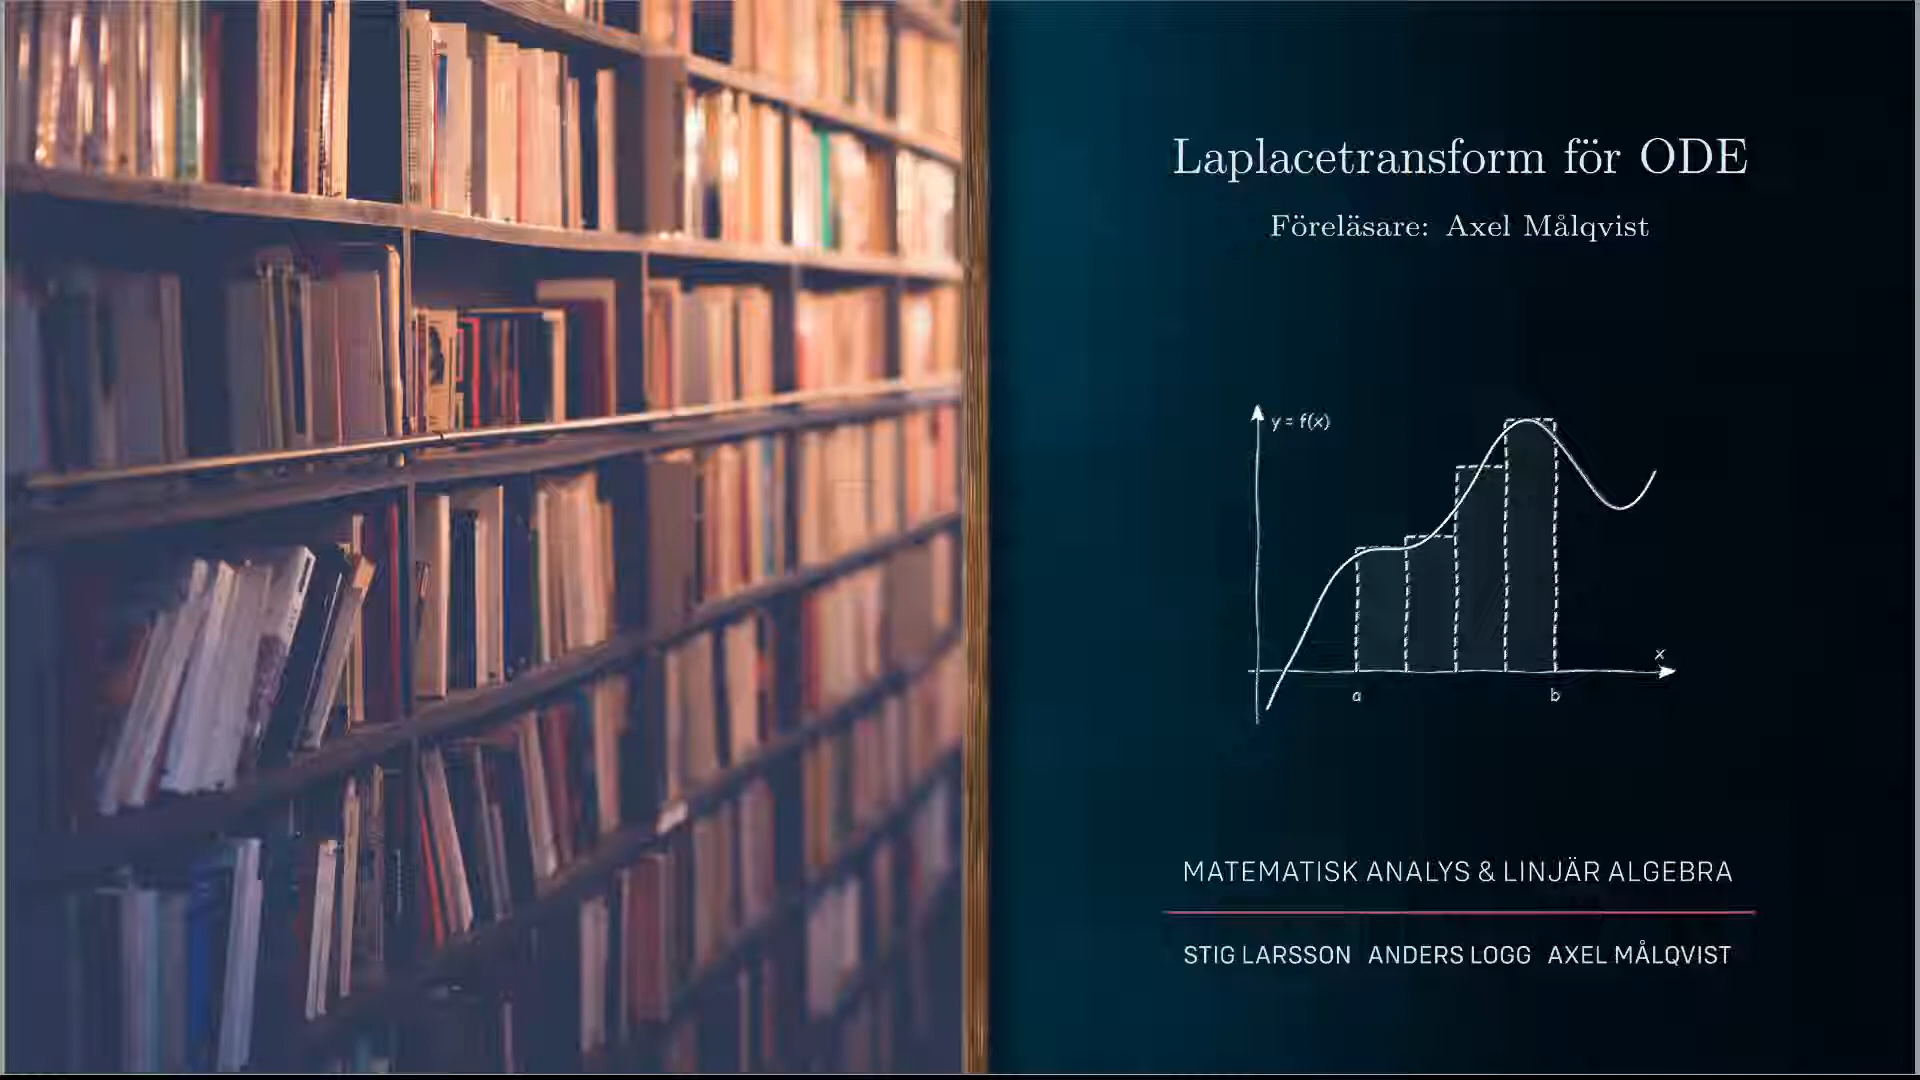 Laplacetransform för ODE
Föreläsare: Axel Målqvist
y = f(x)
x
a
b
MATEMATISK ANALYS & LINJÄR ALGEBRA
STIG LARSSON ANDERS LOGG AXEL MÅLQVIST